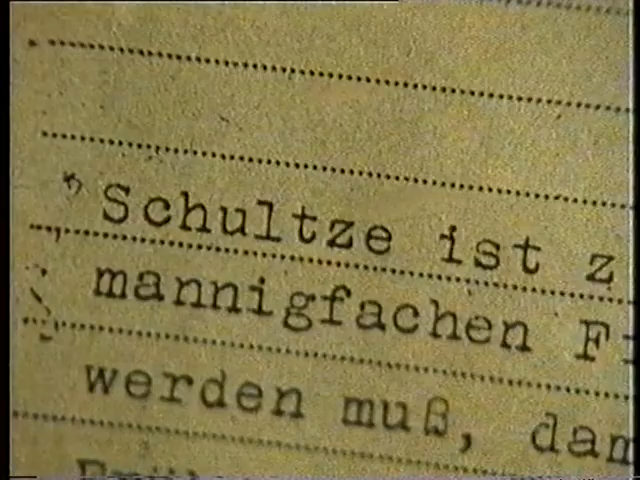 Schultze ist z
mannigfachen F
werden muß, dam